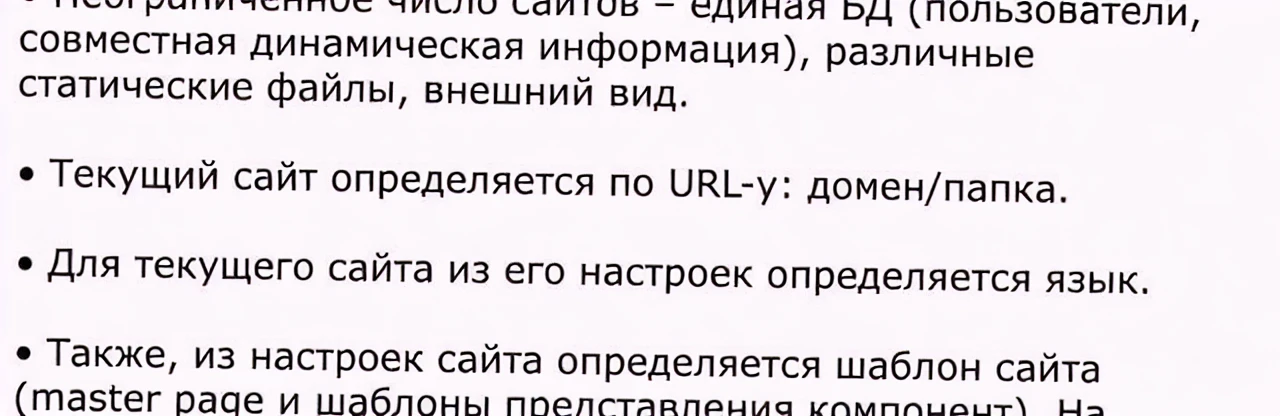 • Неограниченное число сайтов – единая БД (пользователи,
совместная динамическая информация), различные
статические файлы, внешний вид.
• Текущий сайт определяется по URL-у: домен/папка.
• Для текущего сайта из его настроек определяется язык.
• Также, из настроек сайта определяется шаблон сайта
(master page и шаблоны представления компонент). На